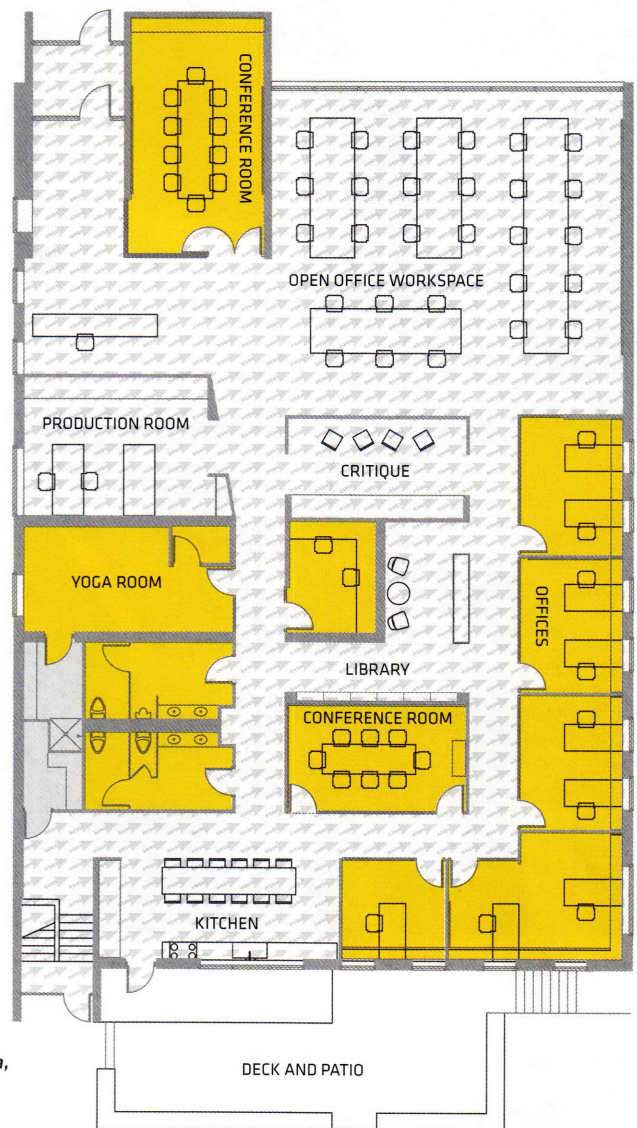 CONFERENCE ROOM
OPEN OFFICE WORKSPACE
PRODUCTION ROOM
CRITIQUE
YOGA ROOM
OFFICES
LIBRARY
CONFERENCE ROOM
KITCHEN
DECK AND PATIO